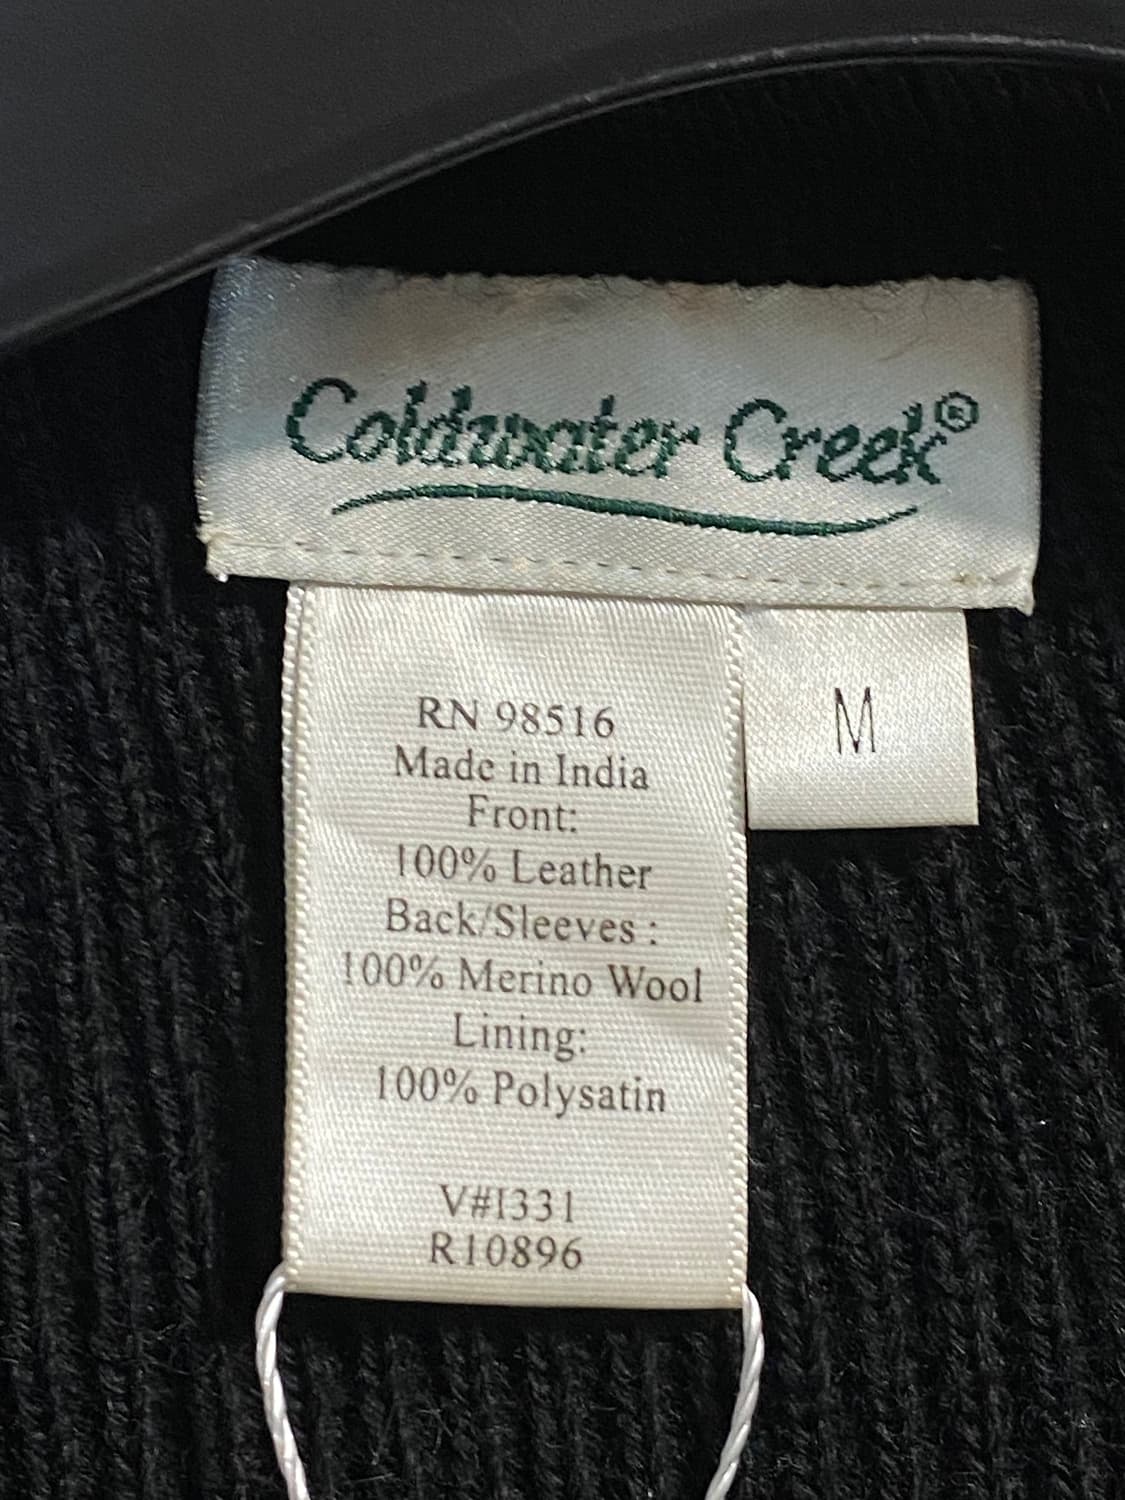 Coldwater Creek®
RN 98516
Made in India
Front:
100% Leather
Back/Sleeves :
100% Merino Wool
Lining:
100% Polysatin
V#I331
R10896
M